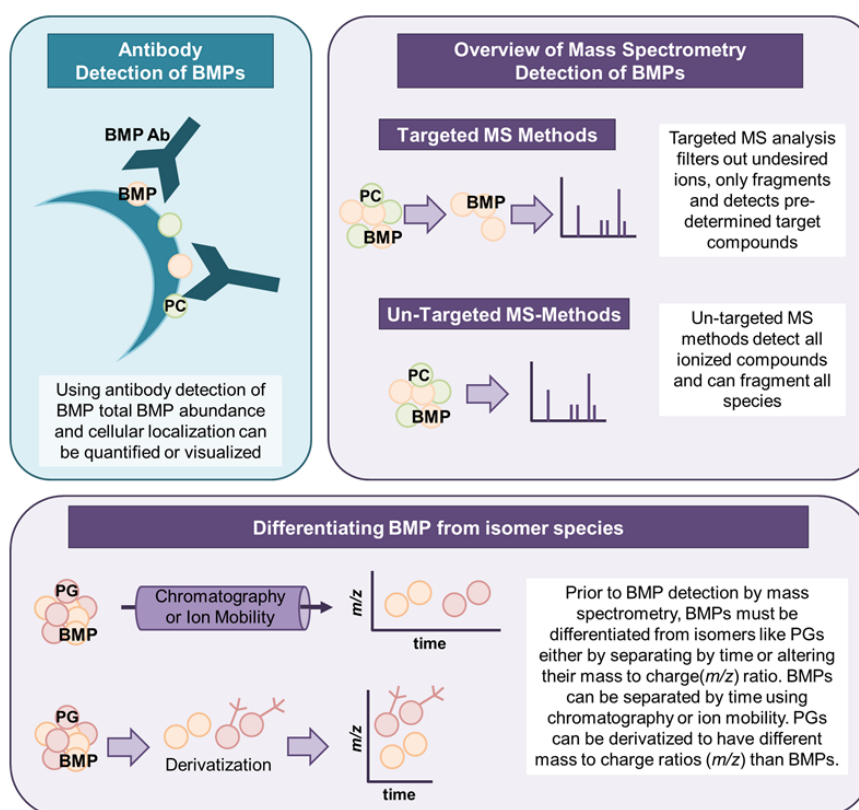 Antibody
Detection of BMPs
BMP Ab
BMP
PC
Using antibody detection of
BMP total BMP abundance
and cellular localization can
be quantified or visualized
Overview of Mass Spectrometry
Detection of BMPs
Targeted MS Methods
PC
BMP
BMP
Targeted MS analysis
filters out undesired
ions, only fragments
and detects pre-
determined target
compounds
Un-Targeted MS-Methods
PC
BMP
Un-targeted MS
methods detect all
ionized compounds
and can fragment all
species
Differentiating BMP from isomer species
PG
BMP
Chromatography
or Ion Mobility
m/z
time
PG
BMP
Derivatization
m/z
time
Prior to BMP detection by mass
spectrometry, BMPs must be
differentiated from isomers like PGs
either by separating by time or altering
their mass to charge(m/z) ratio. BMPs
can be separated by time using
chromatography or ion mobility. PGs
can be derivatized to have different
mass to charge ratios (m/z) than BMPs.